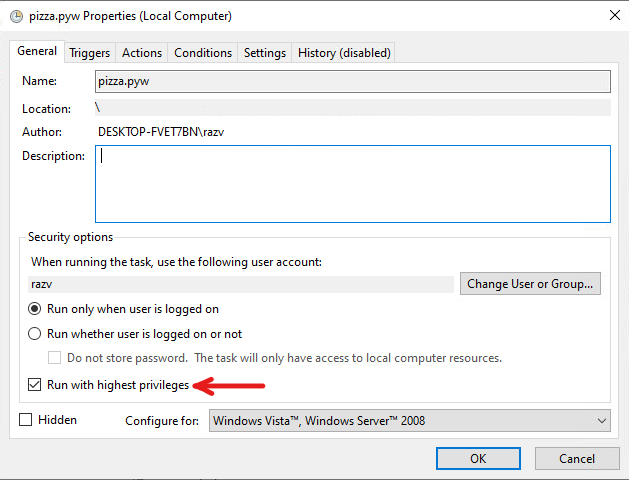 pizza.pyw Properties (Local Computer)
General Triggers Actions Conditions Settings History (disabled)
Name: pizza.pyw
Location: \
Author: DESKTOP-FVET7BN\razv
Description:
Security options
When running the task, use the following user account:
razv Change User or Group...
Run only when user is logged on
Run whether user is logged on or not
Do not store password. The task will only have access to local computer resources.
Run with highest privileges
Hidden Configure for: Windows Vista™, Windows Server™ 2008
OK Cancel